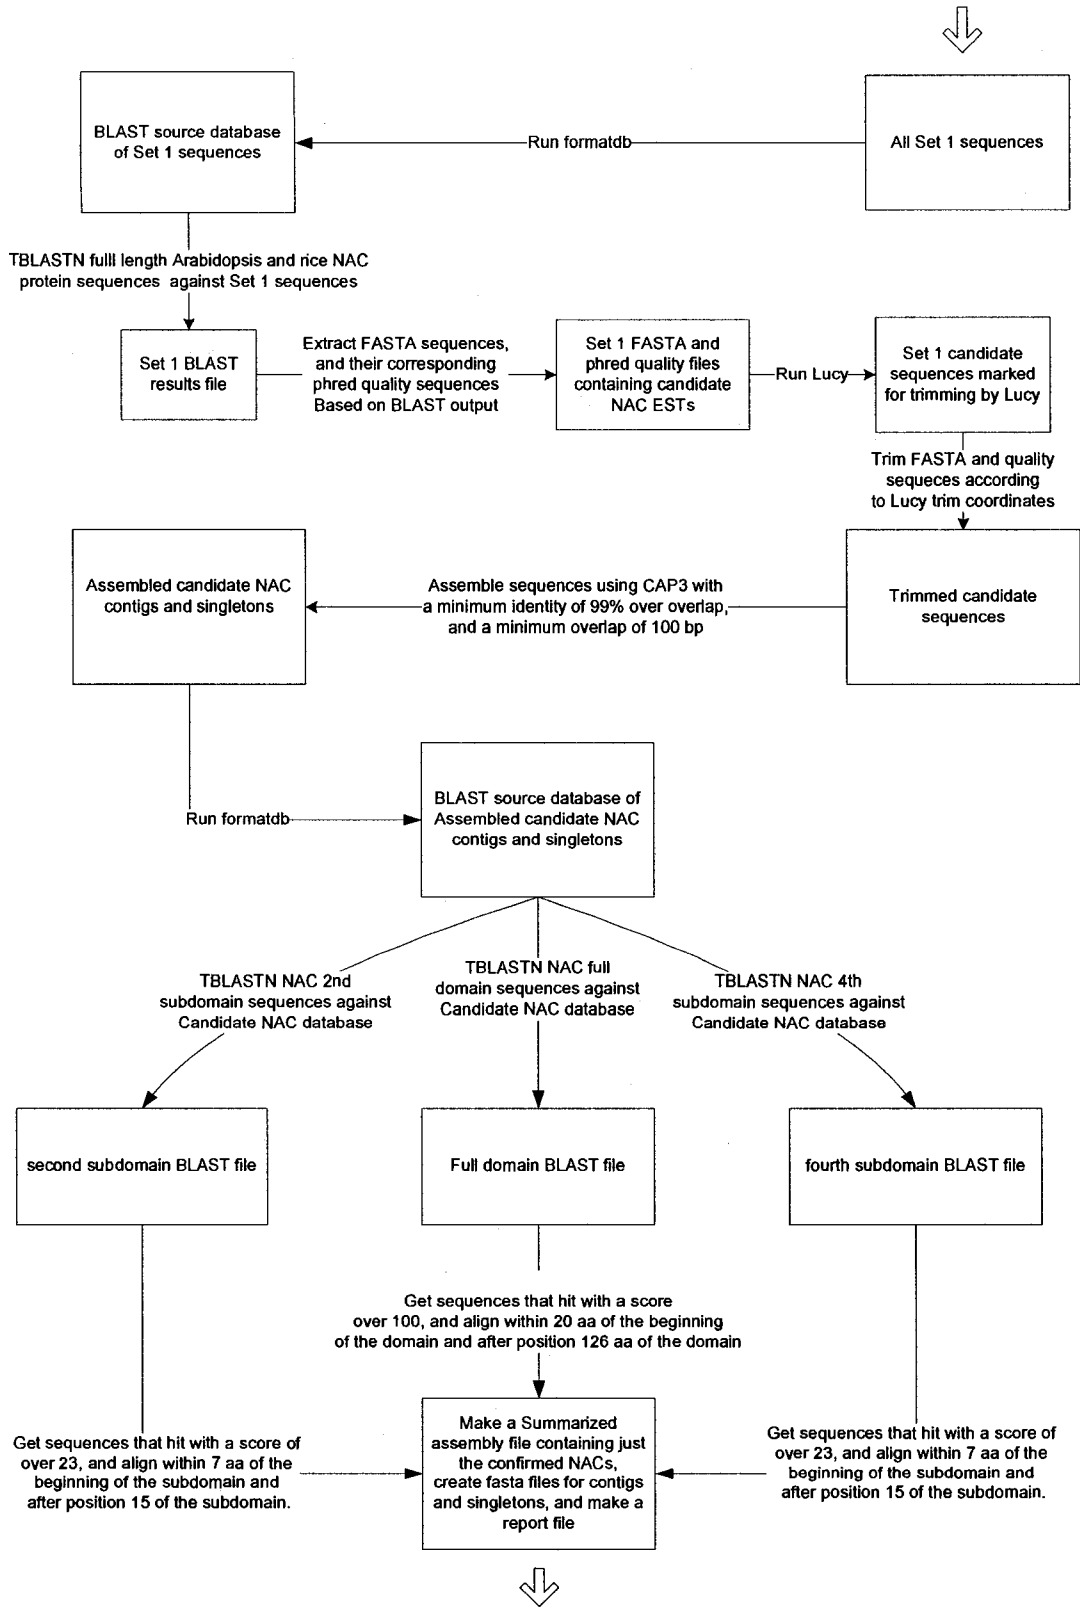 BLAST source database
of Set 1 sequences
Run formatdb
All Set 1 sequences
TBLASTN fulll length Arabidopsis and rice NAC
protein sequences against Set 1 sequences
Set 1 BLAST
results file
Extract FASTA sequences,
and their corresponding
phred quality sequences
Based on BLAST output
Set 1 FASTA and
phred quality files
containing candidate
NAC ESTs
Run Lucy
Set 1 candidate
sequences marked
for trimming by Lucy
Trim FASTA and quality
sequeces according
to Lucy trim coordinates
Assembled candidate NAC
contigs and singletons
Assemble sequences using CAP3 with
a minimum identity of 99% over overlap,
and a minimum overlap of 100 bp
Trimmed candidate
sequences
Run formatdb
BLAST source database of
Assembled candidate NAC
contigs and singletons
TBLASTN NAC 2nd
subdomain sequences against
Candidate NAC database
TBLASTN NAC full
domain sequences against
Candidate NAC database
TBLASTN NAC 4th
subdomain sequences against
Candidate NAC database
second subdomain BLAST file
Full domain BLAST file
fourth subdomain BLAST file
Get sequences that hit with a score
over 100, and align within 20 aa of the beginning
of the domain and after position 126 aa of the domain
Get sequences that hit with a score of
over 23, and align within 7 aa of the
beginning of the subdomain and
after position 15 of the subdomain.
Make a Summarized
assembly file containing just
the confirmed NACs,
create fasta files for contigs
and singletons, and make a
report file
Get sequences that hit with a score of
over 23, and align within 7 aa of the
beginning of the subdomain and
after position 15 of the subdomain.